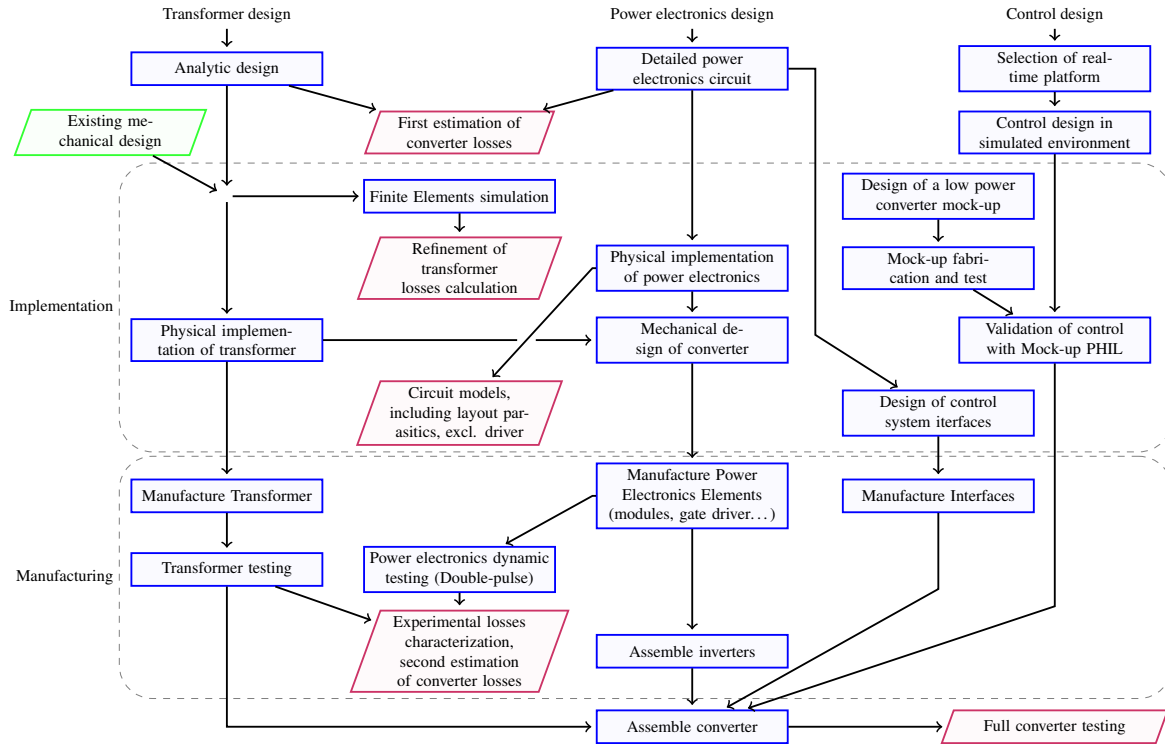 Transformer design
Power electronics design
Control design
Analytic design
Detailed power
electronics circuit
Selection of real-
time platform
Existing me-
chanical design
First estimation of
converter losses
Control design in
simulated environment
Finite Elements simulation
Design of a low power
converter mock-up
Refinement of
transformer
losses calculation
Physical implementation
of power electronics
Mock-up fabri-
cation and test
Implementation
Physical implemen-
tation of transformer
Mechanical de-
sign of converter
Validation of control
with Mock-up PHIL
Circuit models,
including layout par-
asitics, excl. driver
Design of control
system iterfaces
Manufacture Transformer
Manufacture Power
Electronics Elements
(modules, gate driver...)
Manufacture Interfaces
Manufacturing
Transformer testing
Power electronics dynamic
testing (Double-pulse)
Experimental losses
characterization,
second estimation
of converter losses
Assemble inverters
Assemble converter
Full converter testing